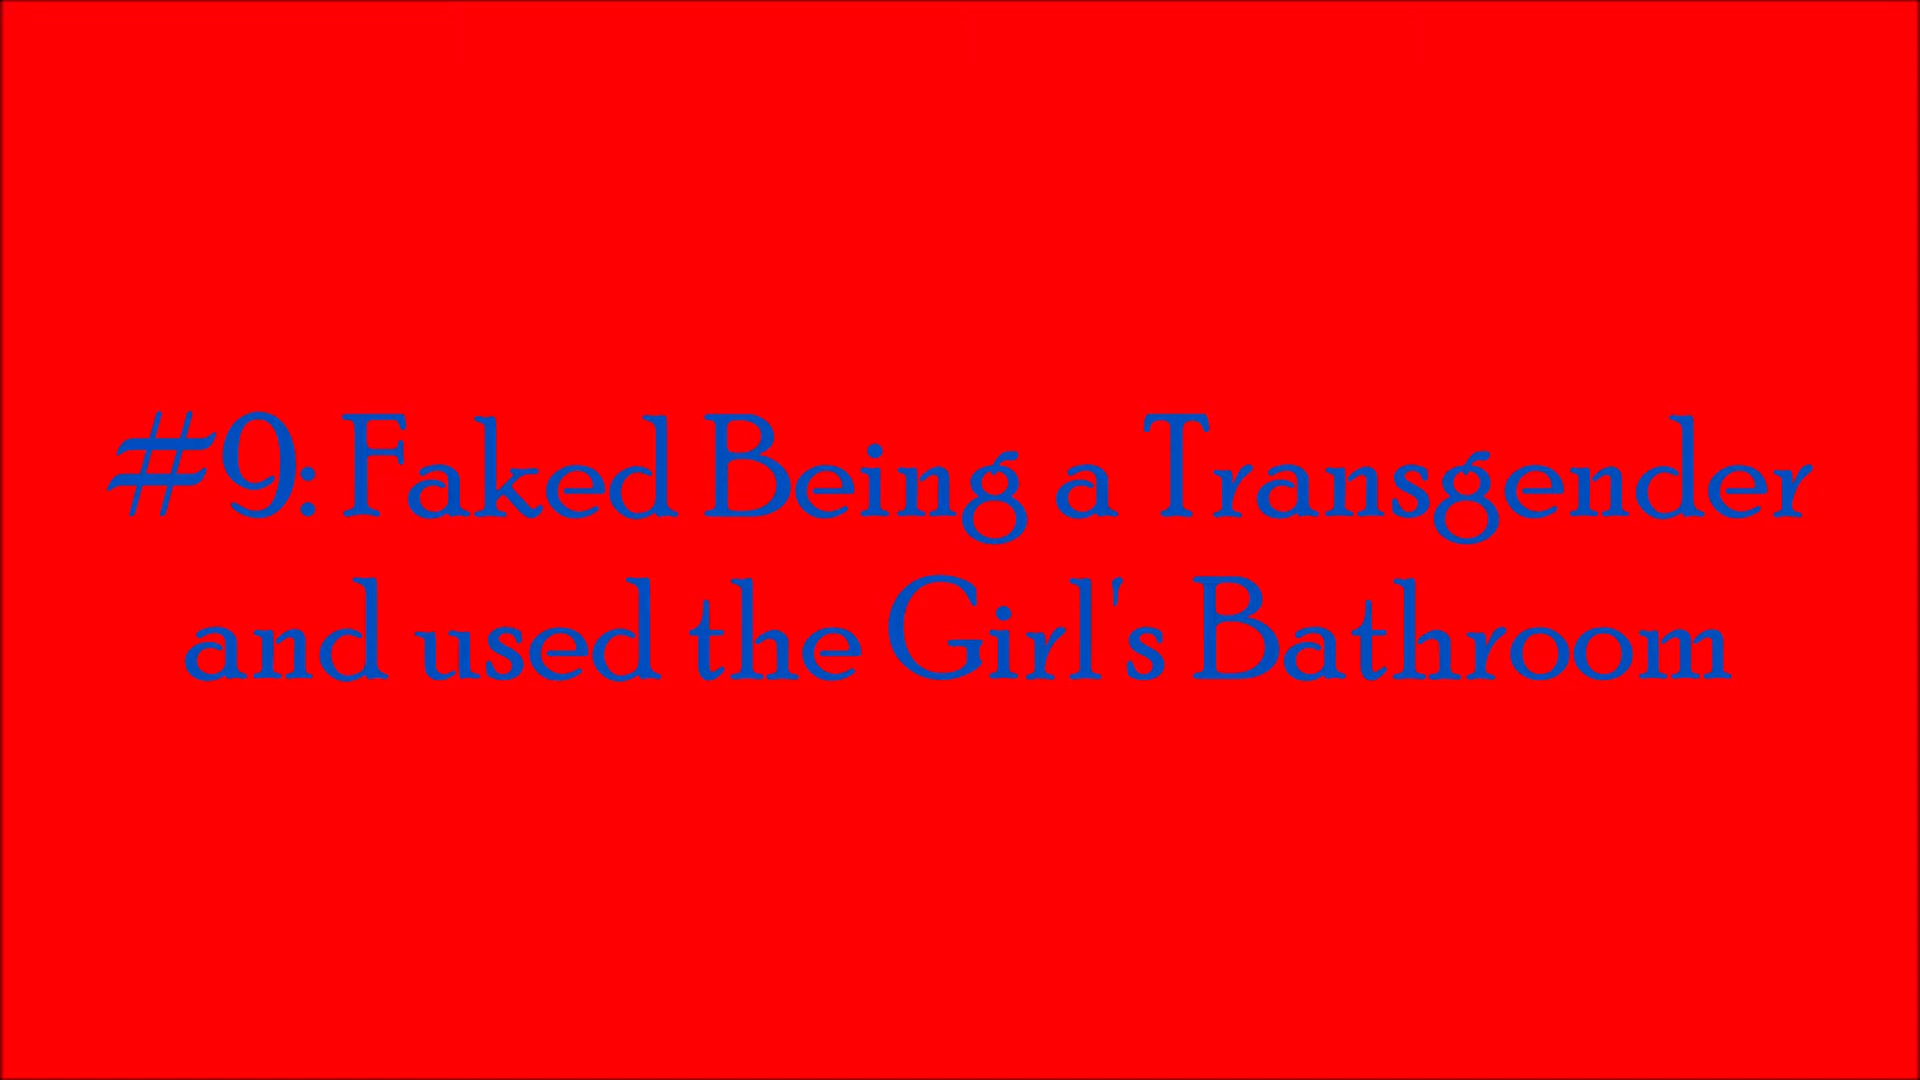 #9: Faked Being a Transgender
and used the Girl's Bathroom